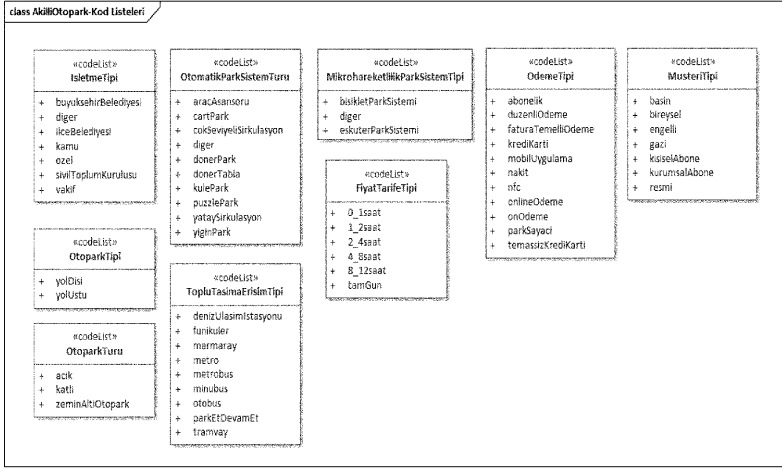 class AkilliOtopark-Kod Listeleri
«codeList»
IsletmeTipi
+ buyuksehirBelediyesi
+ diger
+ ilceBelediyesi
+ kamu
+ ozel
+ sivilToplumKurulusu
+ vakif
«codeList»
OtomatikParkSistemTuru
+ aracAsansoru
+ cartPark
+ cokSeviyeliSirkulasyon
+ diger
+ donerPark
+ donerTabla
+ kulePark
+ puzzlePark
+ yataySirkulasyon
+ yiginPark
«codeList»
MikrohareketlilikParkSistemTipi
+ bisikletParkSistemi
+ diger
+ eskuterParkSistemi
«codeList»
OdemeTipi
+ abonelik
+ duzenliOdeme
+ faturaTemelliOdeme
+ krediKarti
+ mobilUygulama
+ nakit
+ nfc
+ onlineOdeme
+ onOdeme
+ parkSayaci
+ temassizKrediKarti
«codeList»
MusteriTipi
+ basin
+ bireysel
+ engelli
+ gazi
+ kisiselAbone
+ kurumsalAbone
+ resmi
«codeList»
FiyatTarifeTipi
+ 0_1saat
+ 1_2saat
+ 2_4saat
+ 4_8saat
+ 8_12saat
+ tamGun
«codeList»
OtoparkTipi
+ yolDisi
+ yolUstu
«codeList»
TopluTasimaErisimTipi
+ denizUlasimIstasyonu
+ funikuler
+ marmaray
+ metro
+ metrobus
+ minubus
+ otobus
+ parkEtDevamEt
+ tramvay
«codeList»
OtoparkTuru
+ acik
+ katli
+ zeminAltiOtopark